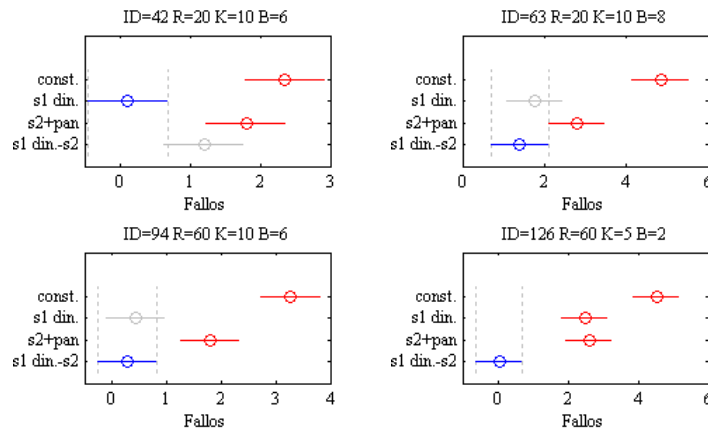 ID=42 R=20 K=10 B=6
const.
s1 din.
s2+pan
s1 din.-s2
0 1 2 3
Fallos
ID=63 R=20 K=10 B=8
const.
s1 din.
s2+pan
s1 din.-s2
0 2 4 6
Fallos
ID=94 R=60 K=10 B=6
const.
s1 din.
s2+pan
s1 din.-s2
0 1 2 3 4
Fallos
ID=126 R=60 K=5 B=2
const.
s1 din.
s2+pan
s1 din.-s2
0 2 4 6
Fallos